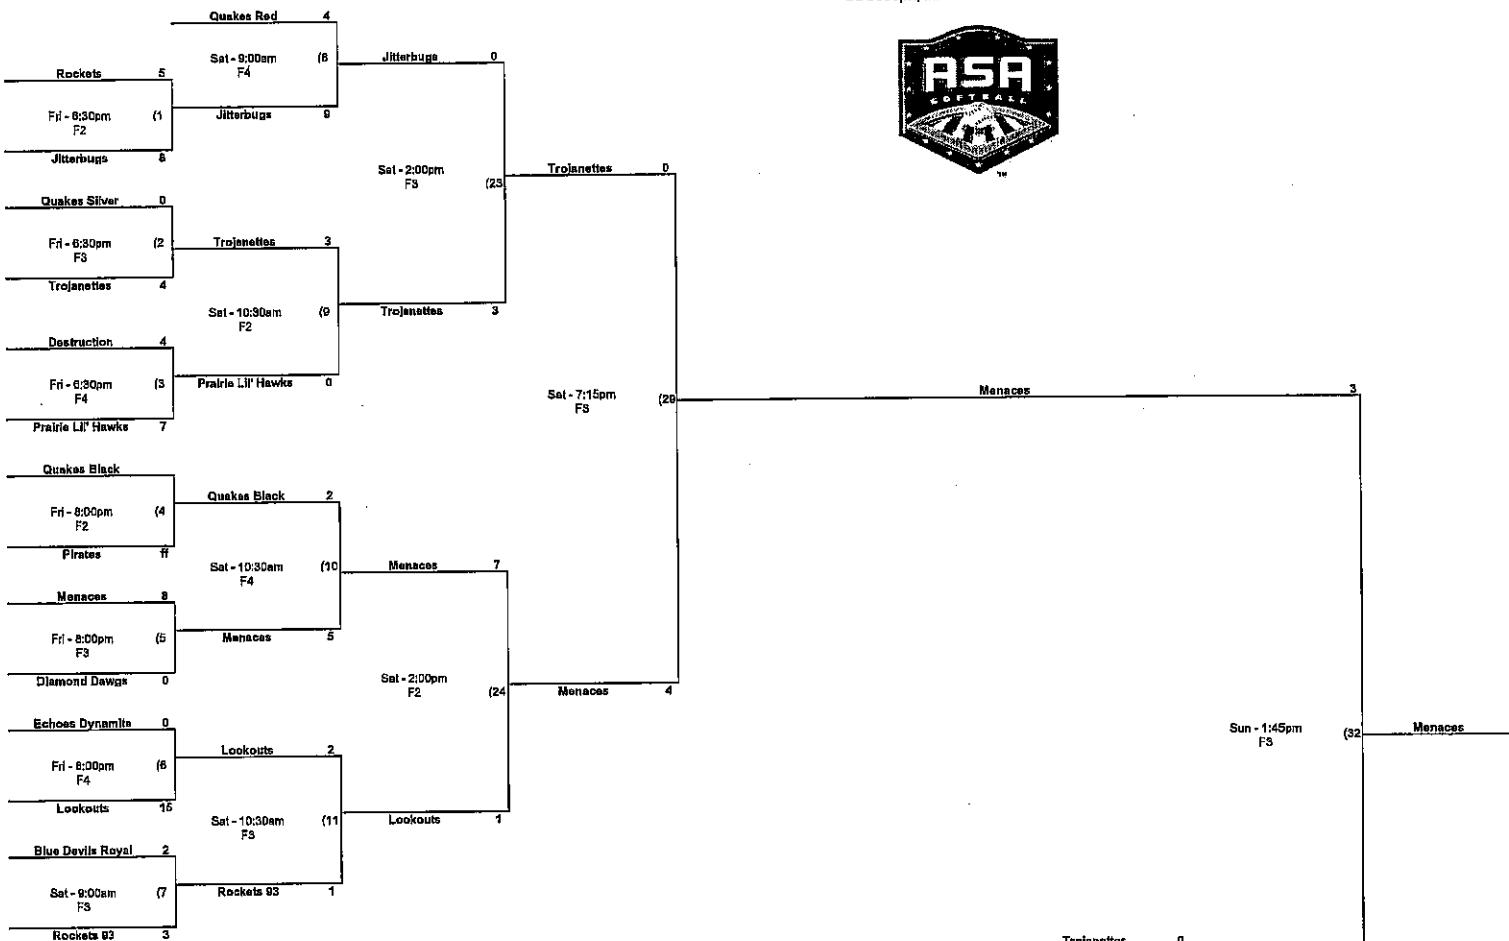 Quakes Red 4
Sat - 9:00am (8
F4
Jitterbugs 9
Rockets 5
Fri - 6:30pm (1
F2
Jitterbugs 8
Jitterbugs 0
Sat - 2:00pm (23
F3
Trojanettes 3
Quakes Silver 0
Fri - 6:30pm (2
F3
Trojanettes 4
Trojanettes 3
Sat - 10:30am (9
F2
Prairie Lil' Hawks 0
Destruction 4
Fri - 6:30pm (3
F4
Prairie Lil' Hawks 7
Trojanettes 0
Sat - 7:15pm (29
F3
Menaces 4
Quakes Black
Fri - 8:00pm (4
F2
Pirates ff
Quakes Black 2
Sat - 10:30am (10
F4
Menaces 5
Menaces 8
Fri - 8:00pm (5
F3
Diamond Dawgs 0
Menaces 7
Sat - 2:00pm (24
F2
Lookouts 1
Echoes Dynamite 0
Fri - 8:00pm (6
F4
Lookouts 15
Lookouts 2
Sat - 10:30am (11
F3
Rockets 93 1
Blue Devils Royal 2
Sat - 9:00am (7
F3
Rockets 93 3
ASA
SOFTBALL
TM
Menaces 3
Sun - 1:45pm (32
F3
Menaces
Trojanettes 0